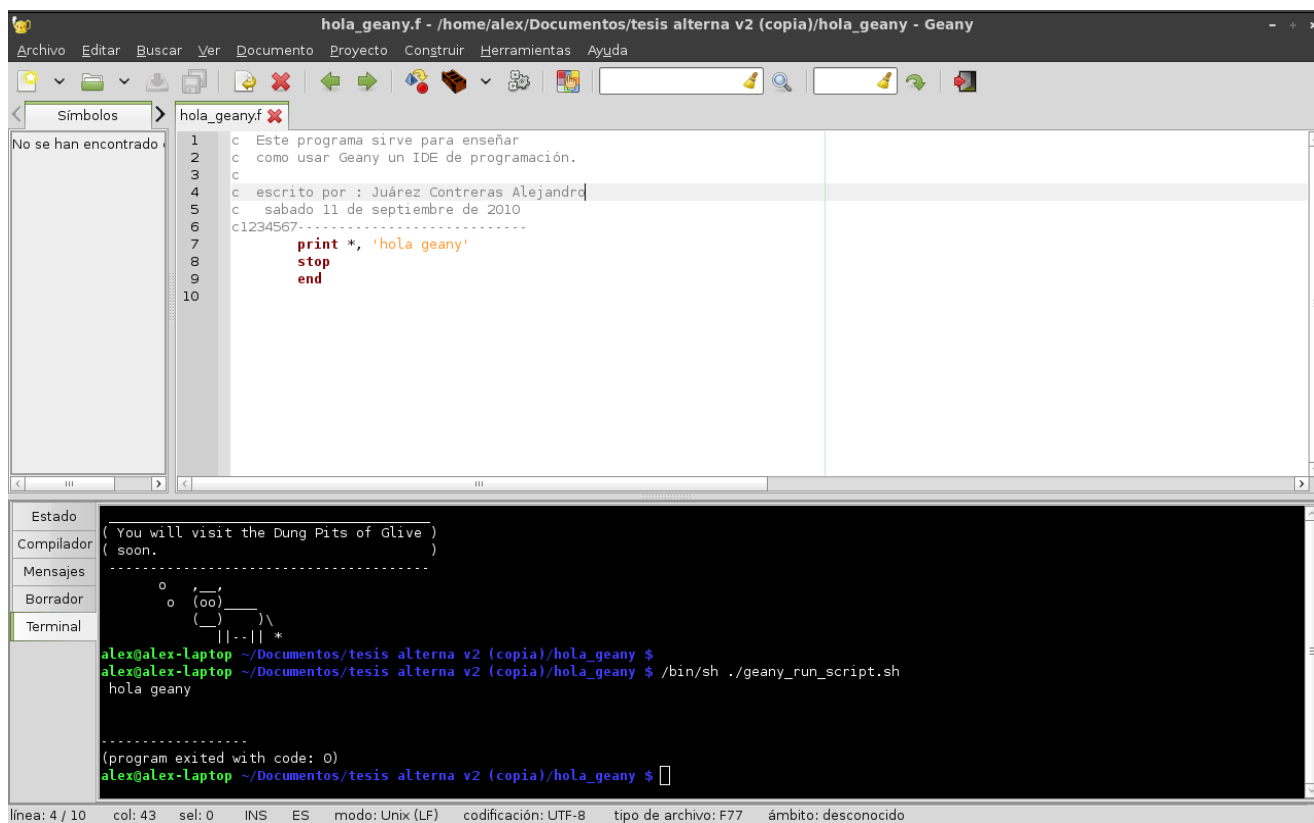 hola_geany.f - /home/alex/Documentos/tesis alterna v2 (copia)/hola_geany - Geany
Archivo Editar Buscar Ver Documento Proyecto Construir Herramientas Ayuda
Símbolos
hola_geany.f
No se han encontrado
1 c  Este programa sirve para enseñar
2 c  como usar Geany un IDE de programación.
3 c
4 c  escrito por : Juárez Contreras Alejandro
5 c   sabado 11 de septiembre de 2010
6 c1234567----------------------------
7         print *, 'hola geany'
8         stop
9         end
10
Estado
Compilador
Mensajes
Borrador
Terminal
 _______________________________________
( You will visit the Dung Pits of Glive )
( soon.                                 )
 ---------------------------------------
       o   ,__,
        o  (oo)____
           (__)    )\
              ||--|| *
alex@alex-laptop ~/Documentos/tesis alterna v2 (copia)/hola_geany $
alex@alex-laptop ~/Documentos/tesis alterna v2 (copia)/hola_geany $ /bin/sh ./geany_run_script.sh
 hola geany
------------------
(program exited with code: 0)
alex@alex-laptop ~/Documentos/tesis alterna v2 (copia)/hola_geany $
línea: 4 / 10 col: 43 sel: 0 INS ES modo: Unix (LF) codificación: UTF-8 tipo de archivo: F77 ámbito: desconocido